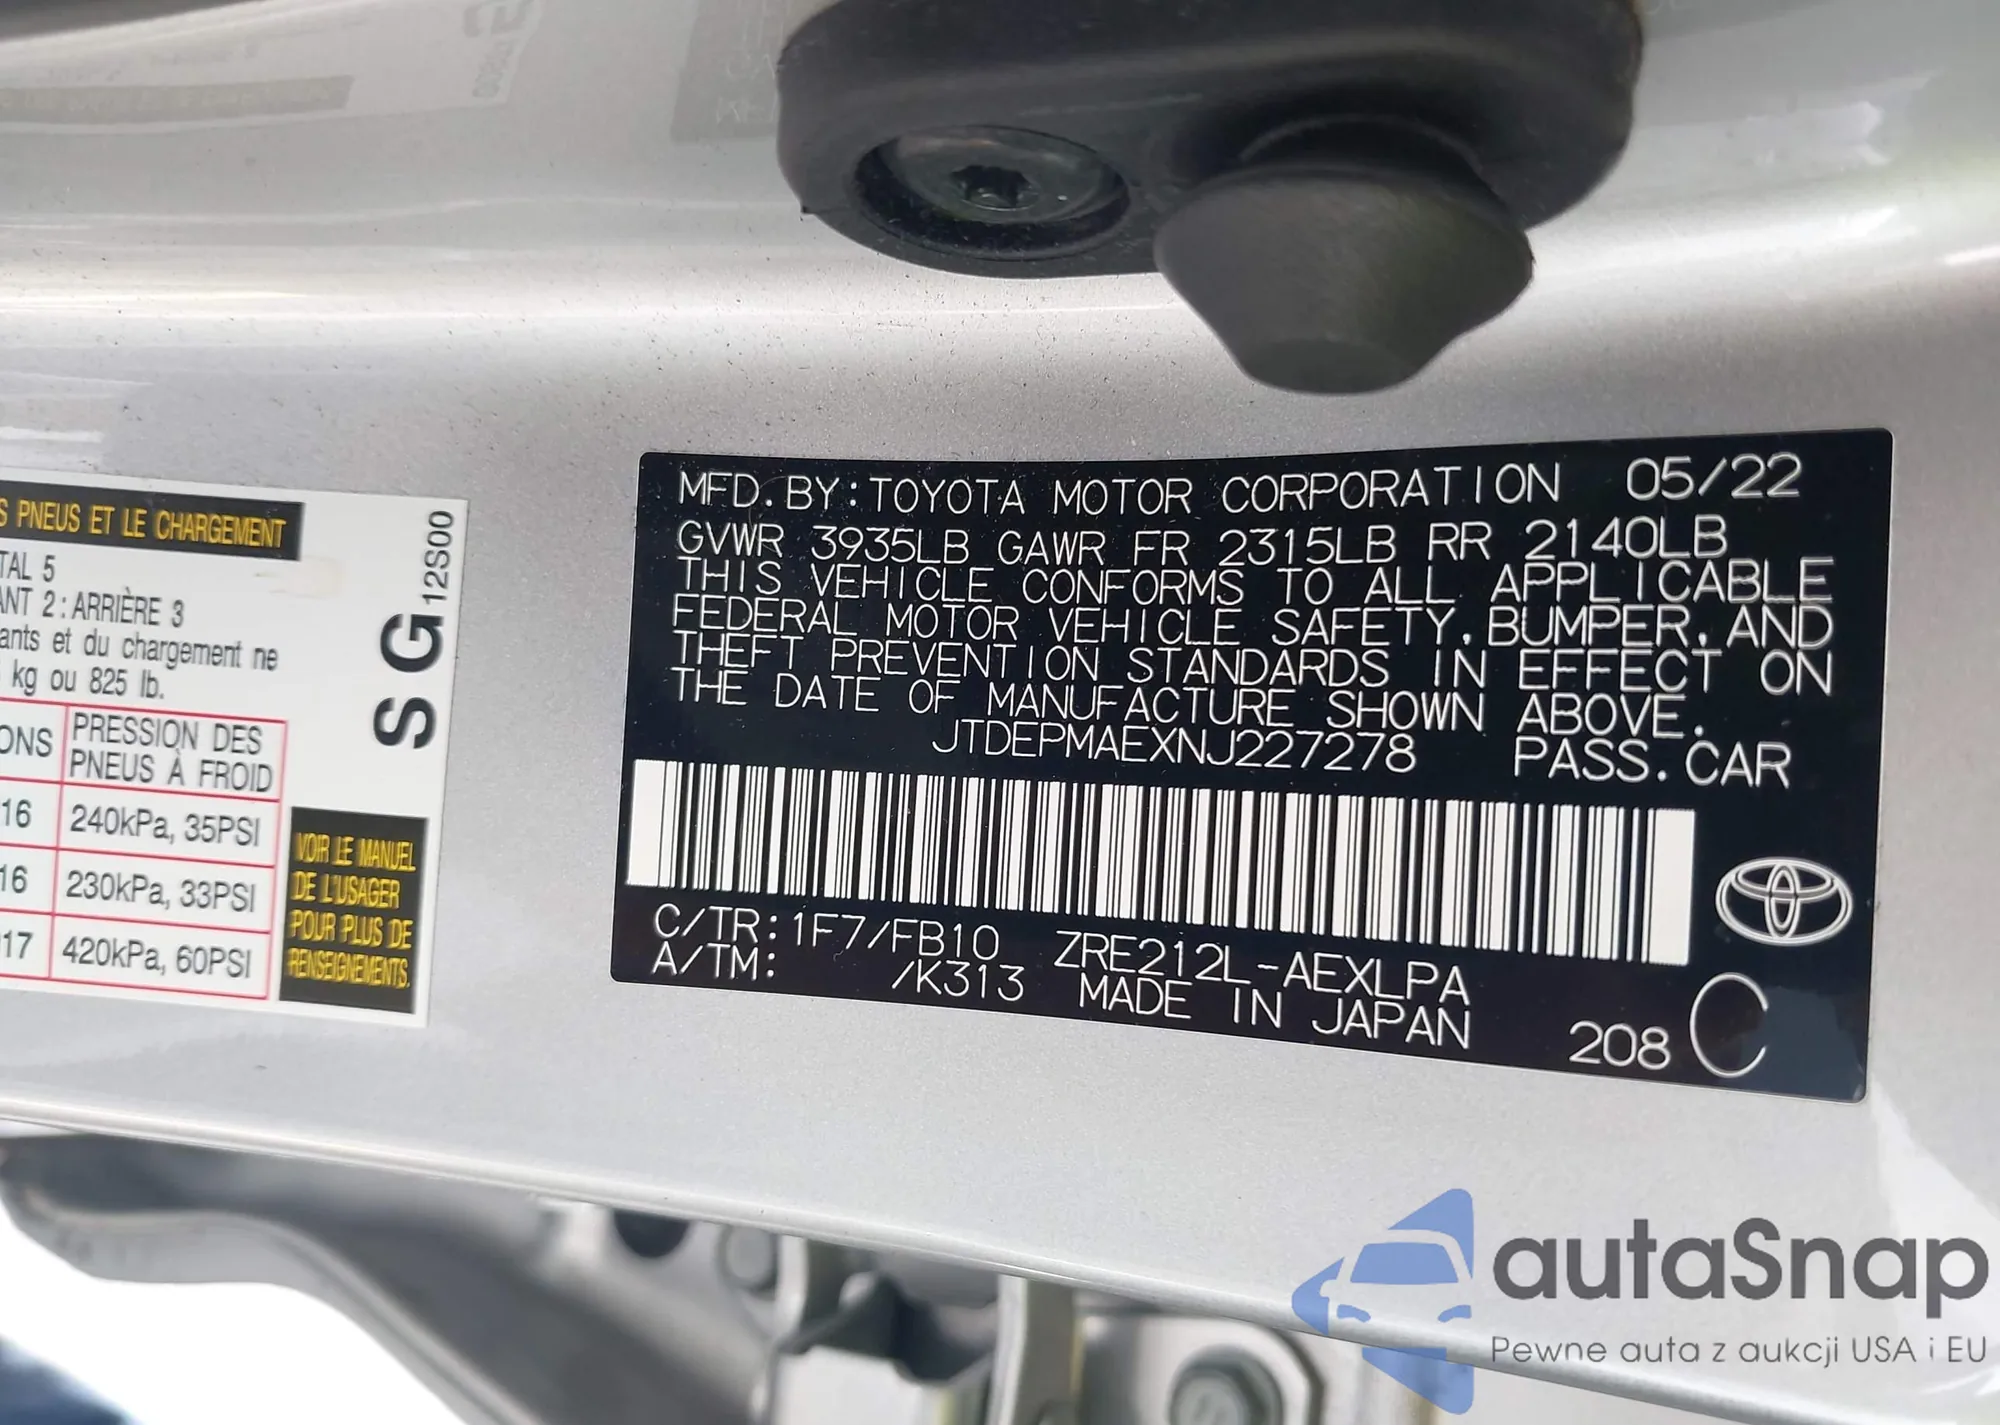 S PNEUS ET LE CHARGEMENT
TAL 5
ANT 2 : ARRIÈRE 3
ants et du chargement ne
kg ou 825 lb.
ONS PRESSION DES
PNEUS À FROID
16 240kPa, 35PSI
16 230kPa, 33PSI
17 420kPa, 60PSI
SG 12S00
VOIR LE MANUEL
DE L'USAGER
POUR PLUS DE
RENSEIGNEMENTS.
MFD. BY: TOYOTA MOTOR CORPORATION 05/22
GVWR 3935LB GAWR FR 2315LB RR 2140LB
THIS VEHICLE CONFORMS TO ALL APPLICABLE
FEDERAL MOTOR VEHICLE SAFETY, BUMPER, AND
THEFT PREVENTION STANDARDS IN EFFECT ON
THE DATE OF MANUFACTURE SHOWN ABOVE.
JTDEPMAEXNJ227278 PASS. CAR
C/TR: 1F7/FB10 ZRE212L-AEXLPA
A/TM: /K313 MADE IN JAPAN
208 C
autaSnap
Pewne auta z aukcji USA i EU